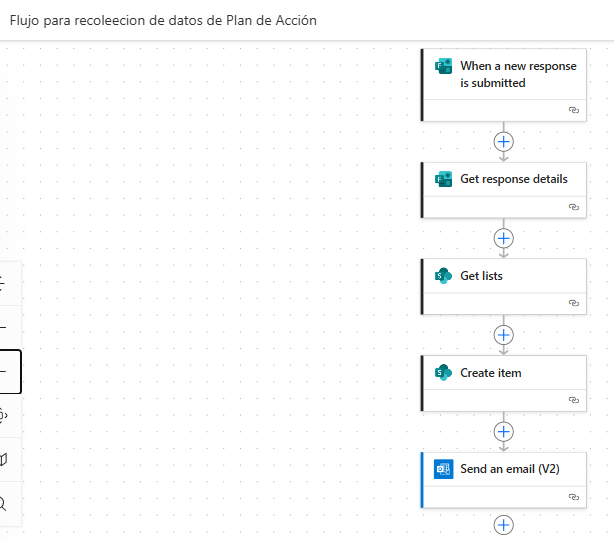 Flujo para recoleecion de datos de Plan de Acción
When a new response
is submitted
Get response details
Get lists
Create item
Send an email (V2)